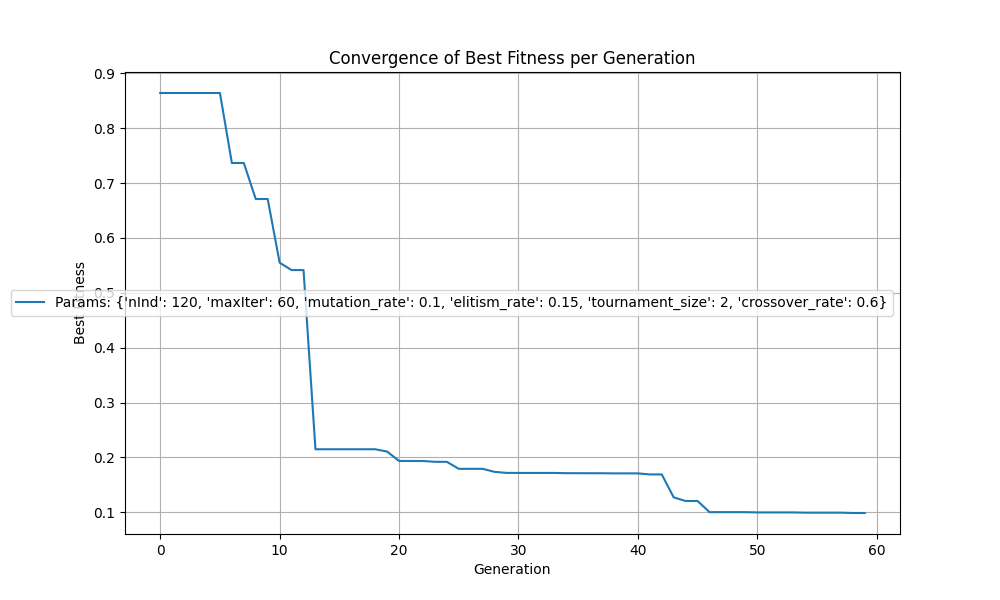 Convergence of Best Fitness per Generation
0.9
0.8
0.7
0.6
0.5
0.4
0.3
0.2
0.1
Best Fitness
Params: {'nInd': 120, 'maxIter': 60, 'mutation_rate': 0.1, 'elitism_rate': 0.15, 'tournament_size': 2, 'crossover_rate': 0.6}
0 10 20 30 40 50 60
Generation